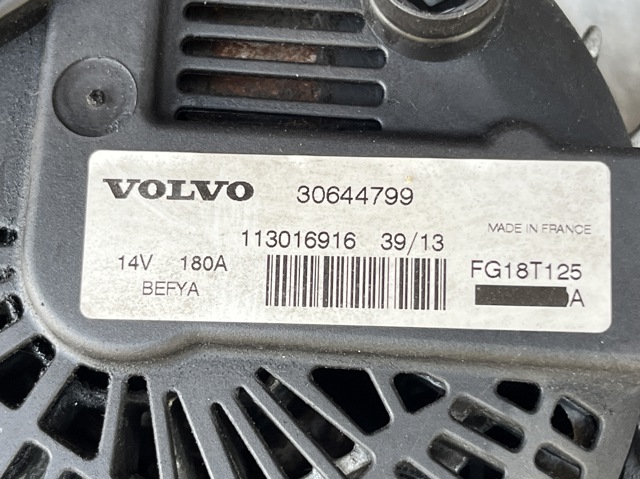 VOLVO 30644799
MADE IN FRANCE
113016916 39/13
14V 180A
FG18T125
BEFYA
A